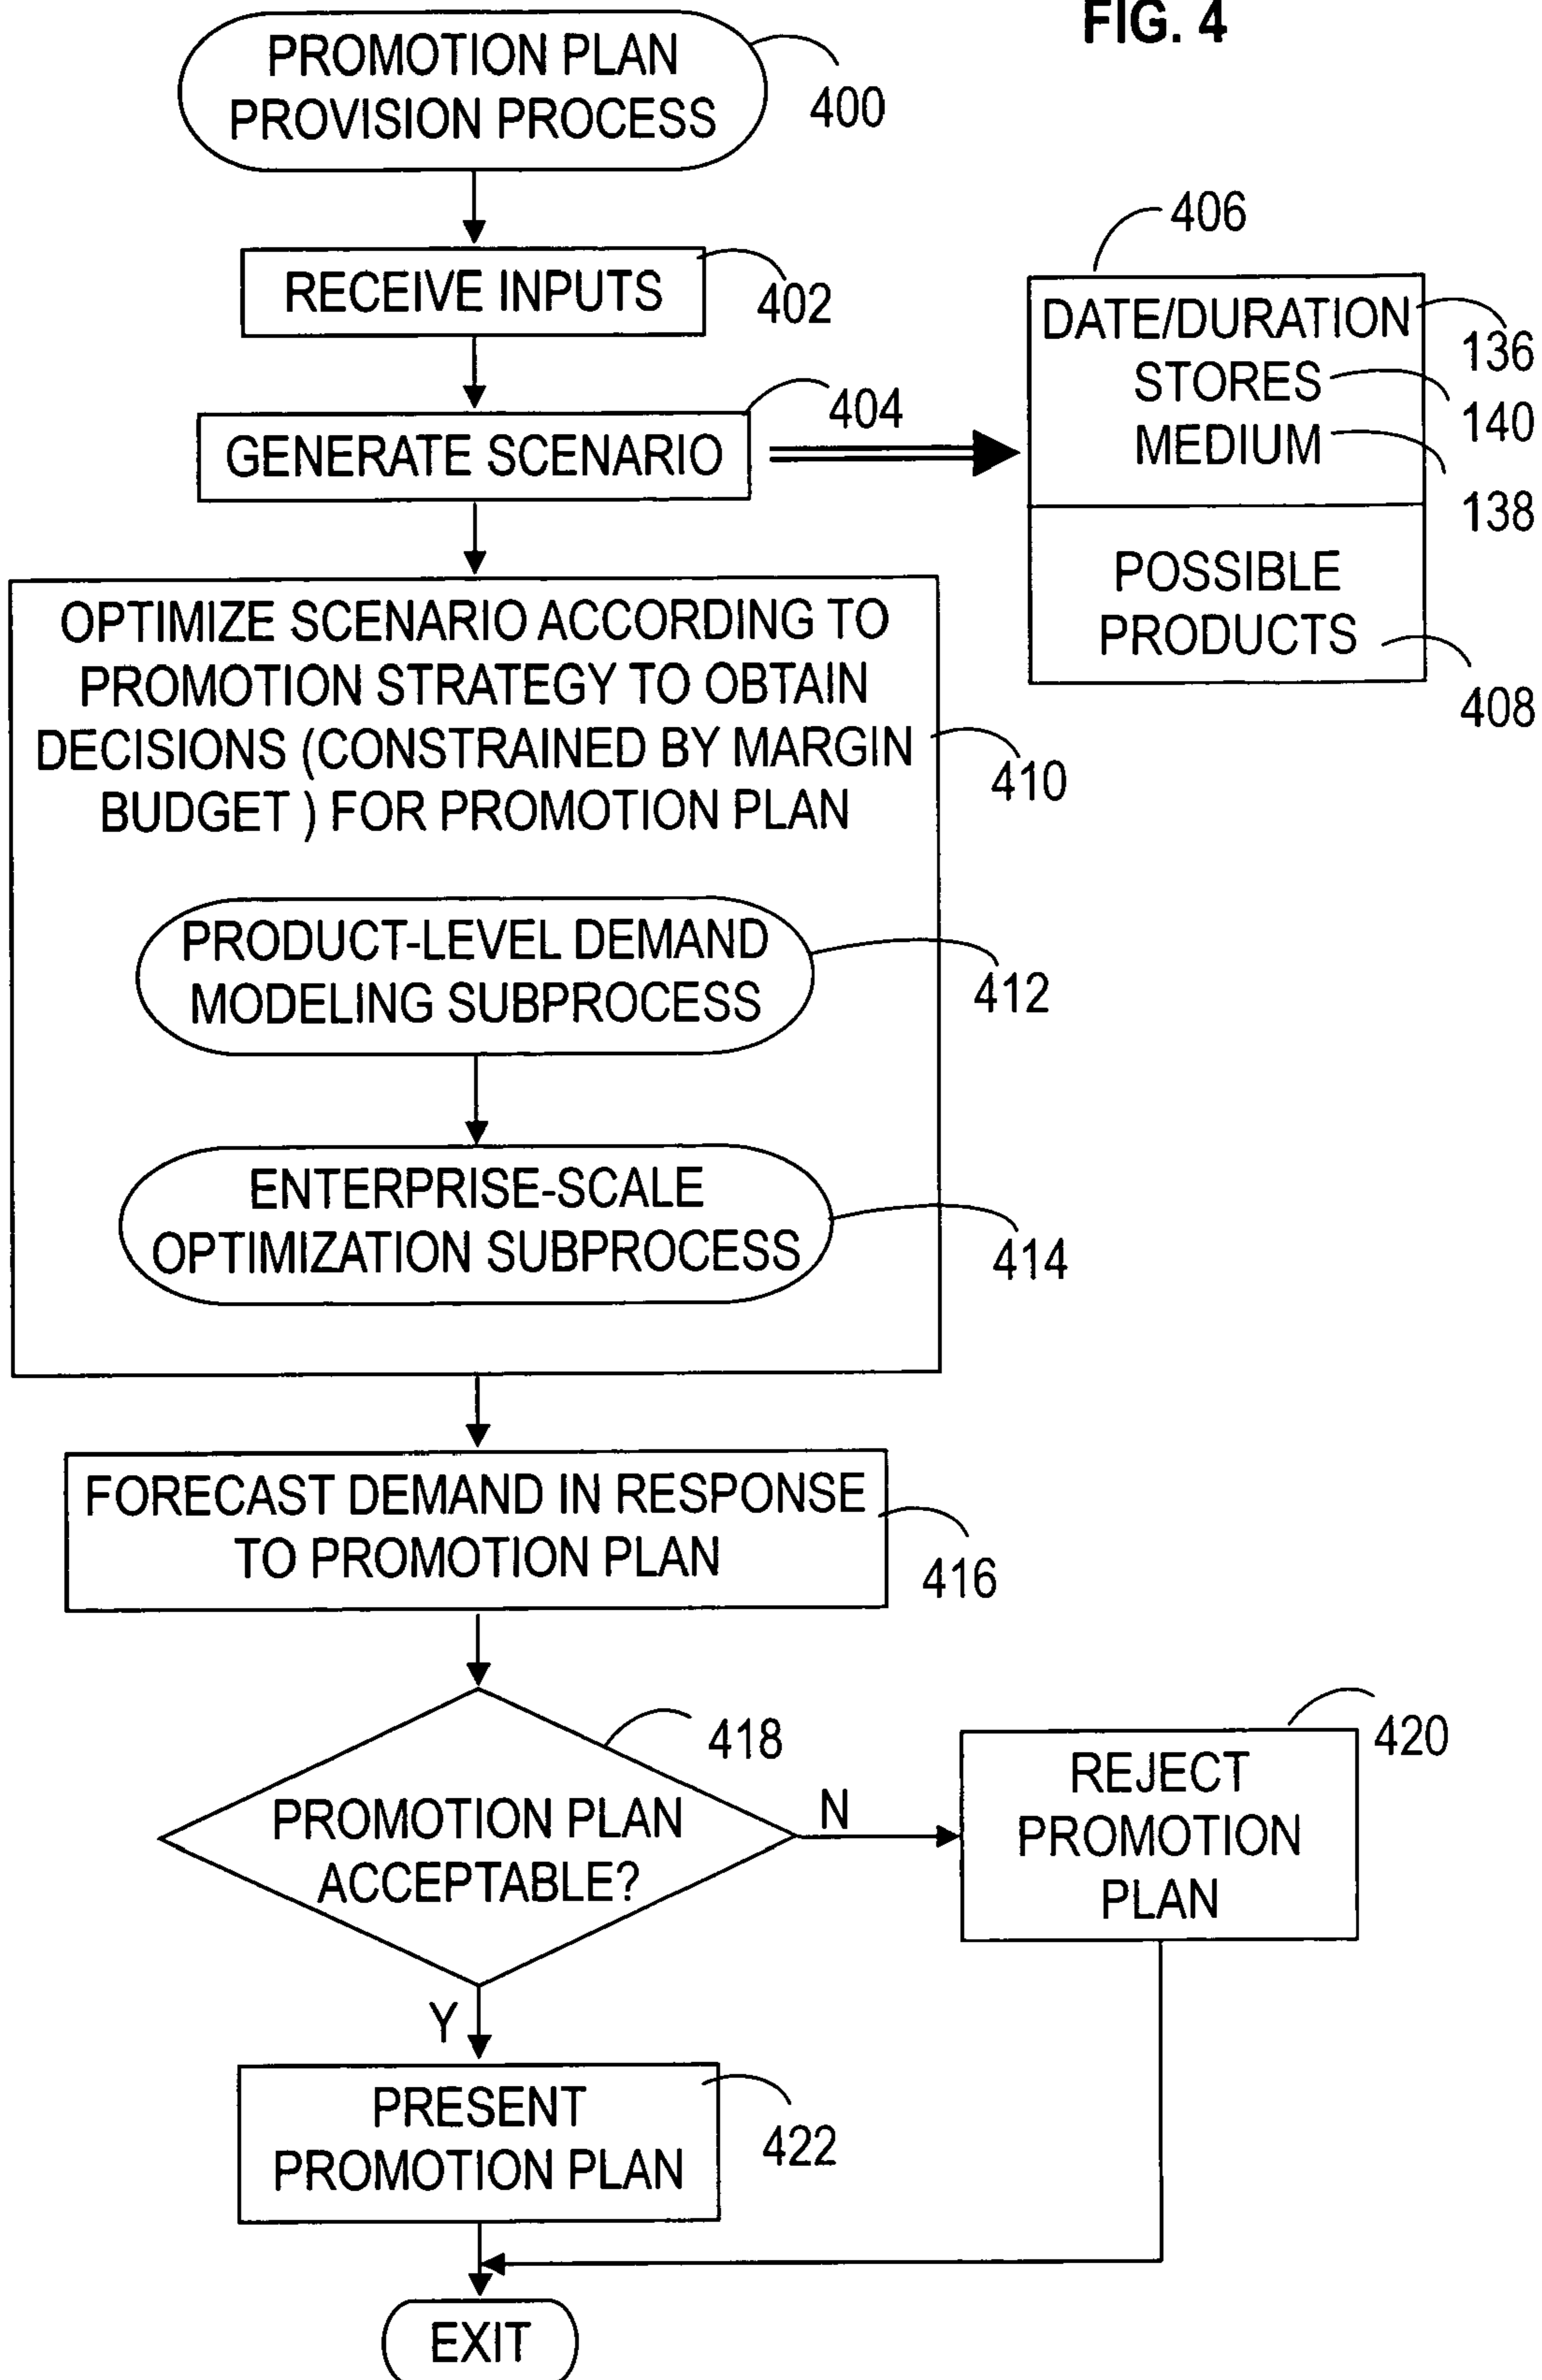 FIG. 4
PROMOTION PLAN
PROVISION PROCESS
400
RECEIVE INPUTS
402
GENERATE SCENARIO
404
406
DATE/DURATION
136
STORES
140
MEDIUM
138
POSSIBLE
PRODUCTS
408
OPTIMIZE SCENARIO ACCORDING TO
PROMOTION STRATEGY TO OBTAIN
DECISIONS (CONSTRAINED BY MARGIN
BUDGET ) FOR PROMOTION PLAN
410
PRODUCT-LEVEL DEMAND
MODELING SUBPROCESS
412
ENTERPRISE-SCALE
OPTIMIZATION SUBPROCESS
414
FORECAST DEMAND IN RESPONSE
TO PROMOTION PLAN
416
418
PROMOTION PLAN
ACCEPTABLE?
N
420
REJECT
PROMOTION
PLAN
Y
PRESENT
PROMOTION PLAN
422
EXIT